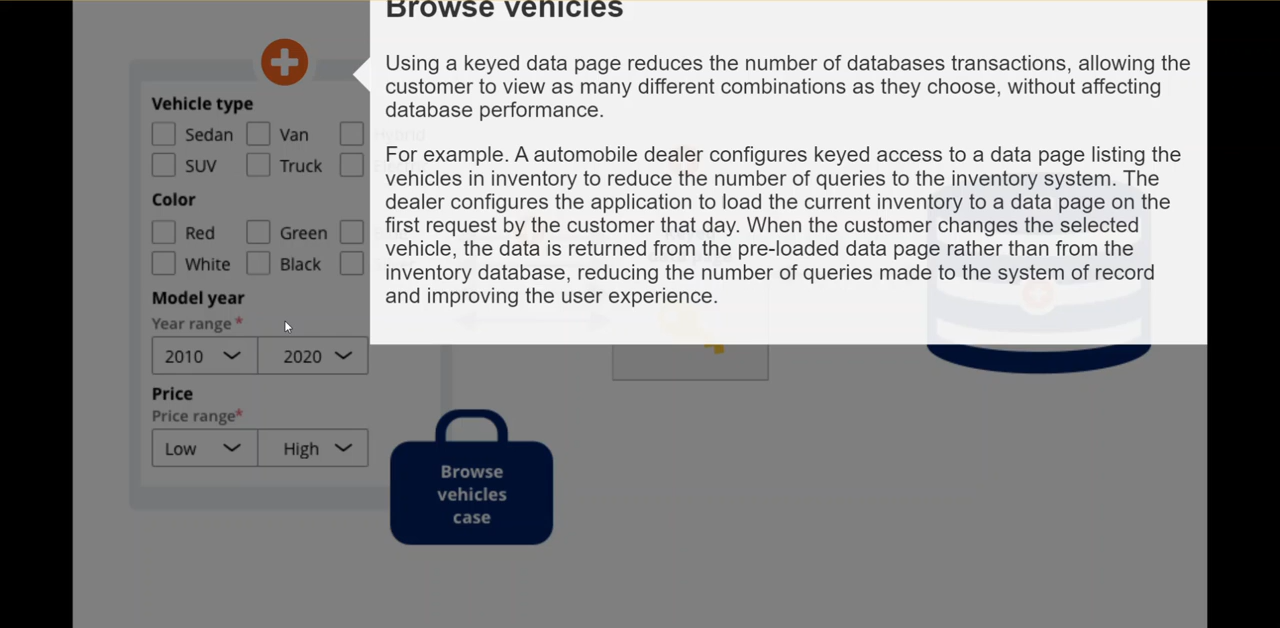 Browse vehicles
Using a keyed data page reduces the number of databases transactions, allowing the
customer to view as many different combinations as they choose, without affecting
database performance.
For example. A automobile dealer configures keyed access to a data page listing the
vehicles in inventory to reduce the number of queries to the inventory system. The
dealer configures the application to load the current inventory to a data page on the
first request by the customer that day. When the customer changes the selected
vehicle, the data is returned from the pre-loaded data page rather than from the
inventory database, reducing the number of queries made to the system of record
and improving the user experience.
Vehicle type
Sedan Van Hybrid
SUV Truck
Color
Red Green
White Black
Model year
Year range *
2010 2020
Price
Price range*
Low High
Browse
vehicles
case